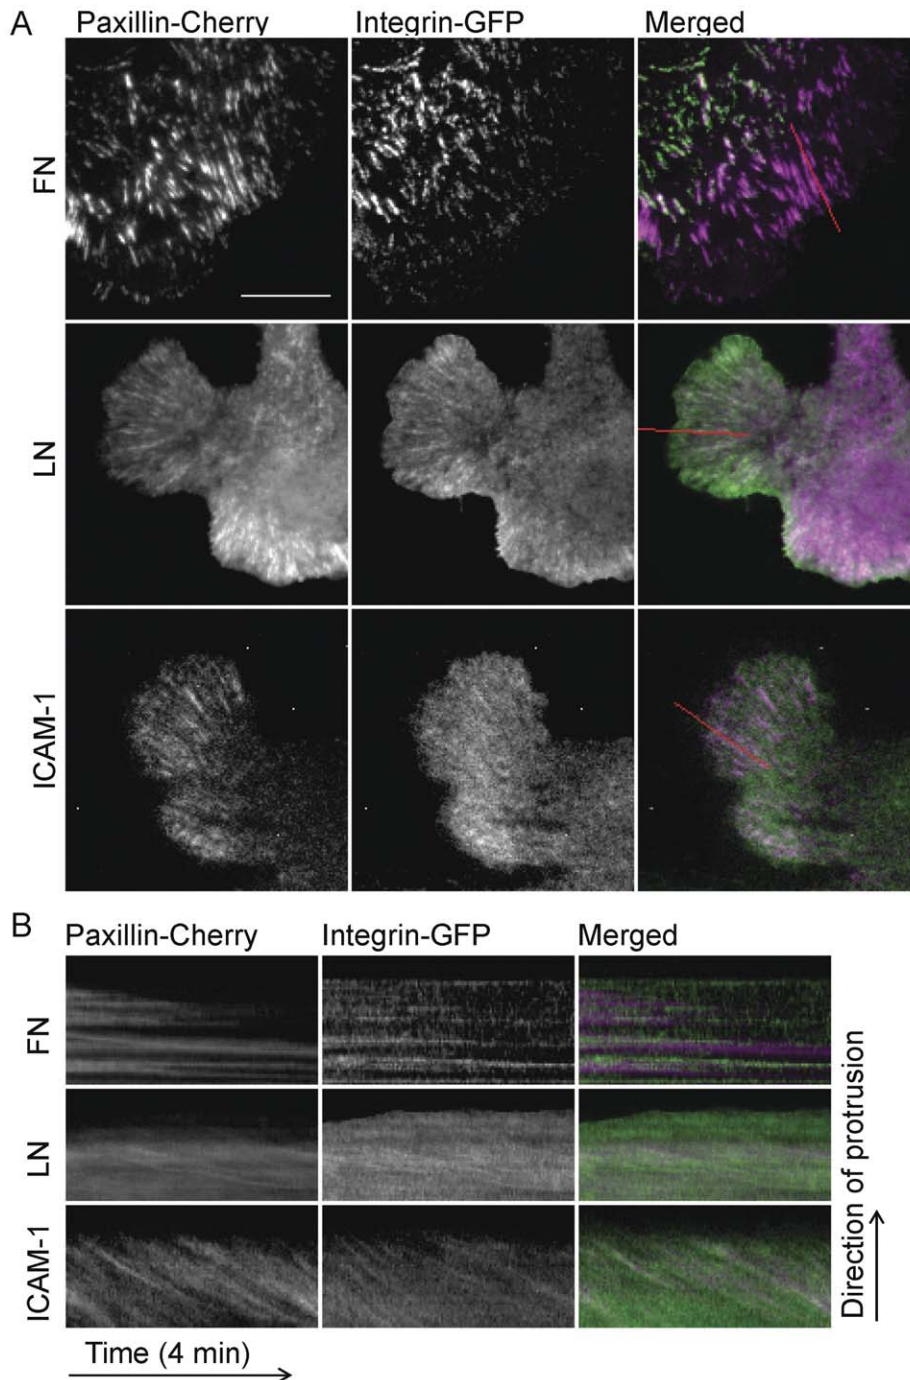 A
Paxillin-Cherry Integrin-GFP Merged
FN
LN
ICAM-1
B
Paxillin-Cherry Integrin-GFP Merged
FN
LN
ICAM-1
Direction of protrusion
Time (4 min)